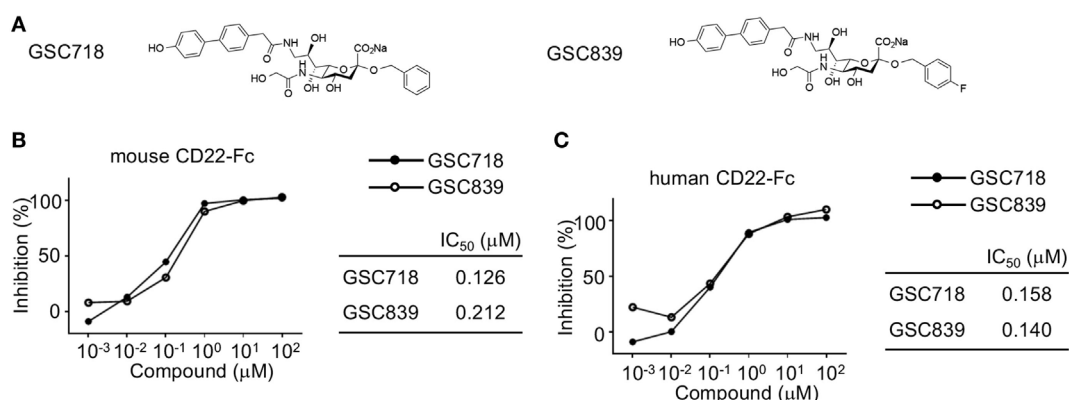 A
GSC718
HO
O
NH
OH
CO₂Na
HO
H
N
O
O
O
OH
OH
GSC839
HO
O
NH
OH
CO₂Na
HO
H
N
O
O
O
OH
OH
F
B
mouse CD22-Fc
GSC718
GSC839
Inhibition (%)
100
50
0
10⁻³ 10⁻² 10⁻¹ 10⁰ 10¹ 10²
Compound (μM)
IC₅₀ (μM)
GSC718 0.126
GSC839 0.212
C
human CD22-Fc
GSC718
GSC839
Inhibition (%)
100
50
0
10⁻³ 10⁻² 10⁻¹ 10⁰ 10¹ 10²
Compound (μM)
IC₅₀ (μM)
GSC718 0.158
GSC839 0.140